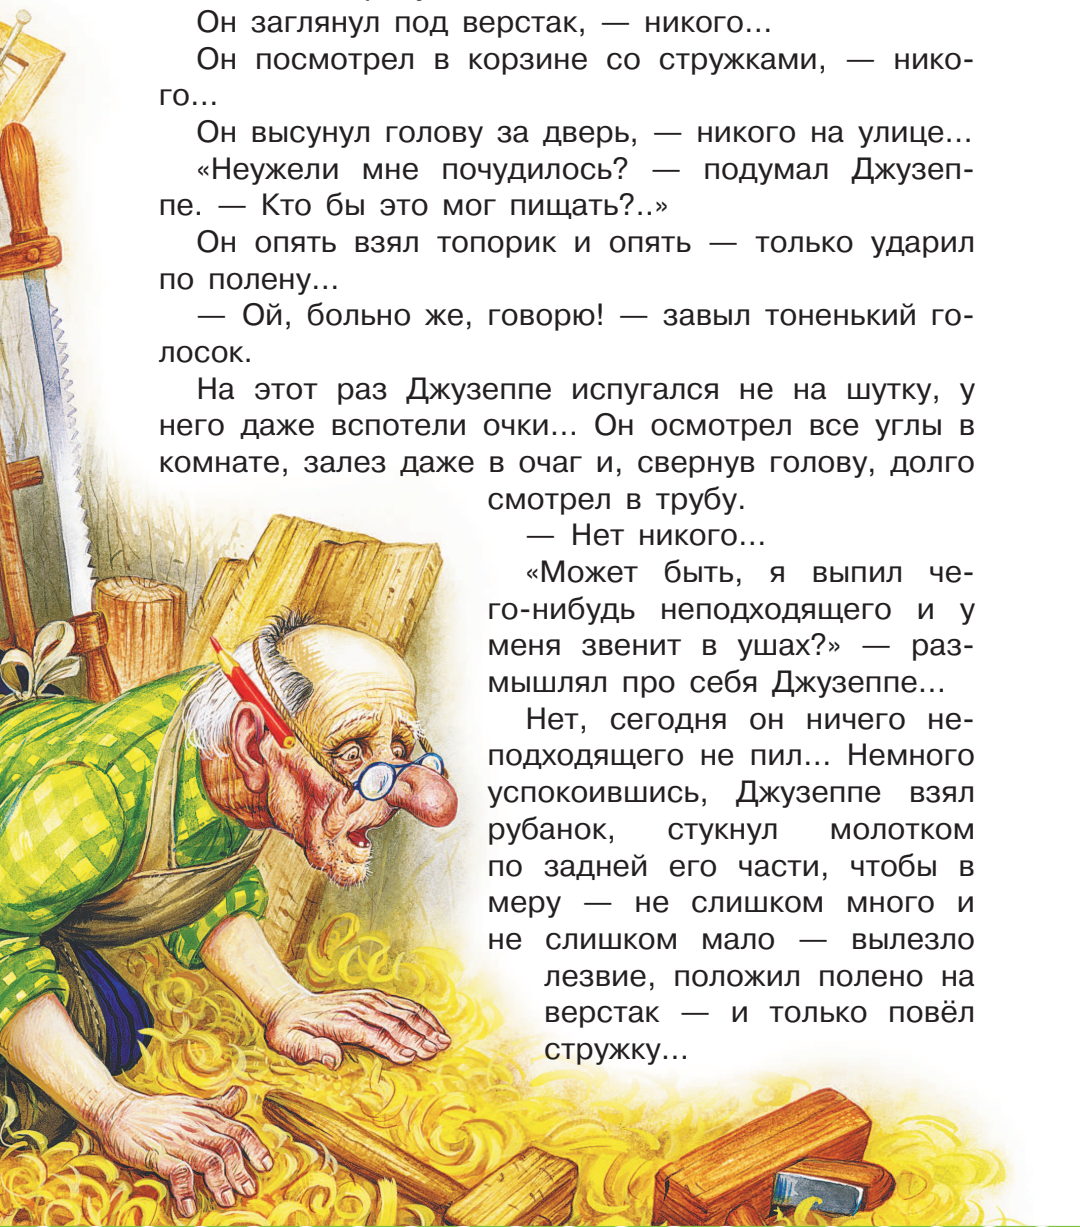 Он заглянул под верстак, — никого...
Он посмотрел в корзине со стружками, — нико-
го...
Он высунул голову за дверь, — никого на улице...
«Неужели мне почудилось? — подумал Джузеп-
пе. — Кто бы это мог пищать?..»
Он опять взял топорик и опять — только ударил
по полену...
— Ой, больно же, говорю! — завыл тоненький го-
лосок.
На этот раз Джузеппе испугался не на шутку, у
него даже вспотели очки... Он осмотрел все углы в
комнате, залез даже в очаг и, свернув голову, долго
смотрел в трубу.
— Нет никого...
«Может быть, я выпил че-
го-нибудь неподходящего и у
меня звенит в ушах?» — раз-
мышлял про себя Джузеппе...
Нет, сегодня он ничего не-
подходящего не пил... Немного
успокоившись, Джузеппе взял
рубанок, стукнул молотком
по задней его части, чтобы в
меру — не слишком много и
не слишком мало — вылезло
лезвие, положил полено на
верстак — и только повёл
стружку...